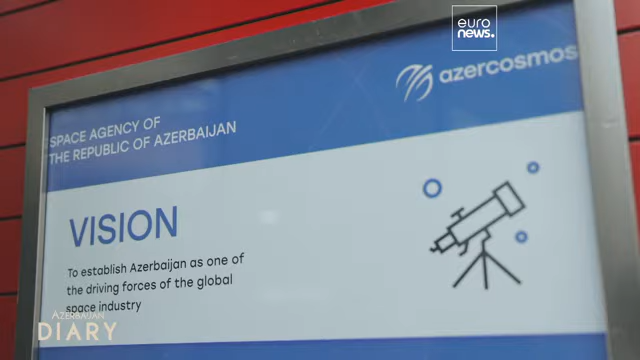 euro
news.
azercosmos
SPACE AGENCY OF
THE REPUBLIC OF AZERBAIJAN
VISION
To establish Azerbaijan as one of
the driving forces of the global
space industry
AZERBAIJAN
DIARY